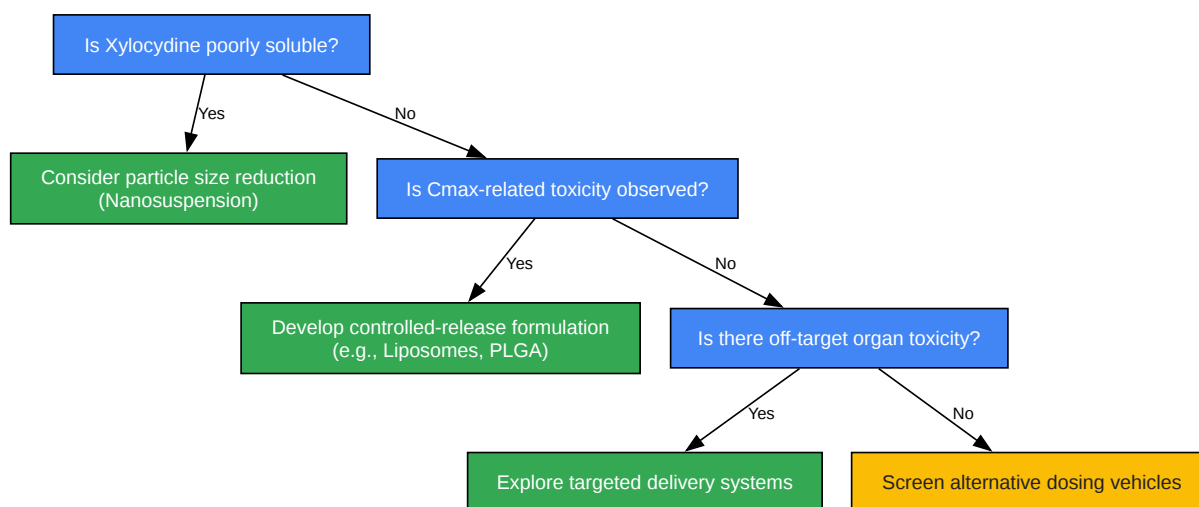 Is Xylocydine poorly soluble?
Yes
No
Consider particle size reduction
(Nanosuspension)
Is Cmax-related toxicity observed?
Yes
No
Develop controlled-release formulation
(e.g., Liposomes, PLGA)
Is there off-target organ toxicity?
Yes
No
Explore targeted delivery systems
Screen alternative dosing vehicles